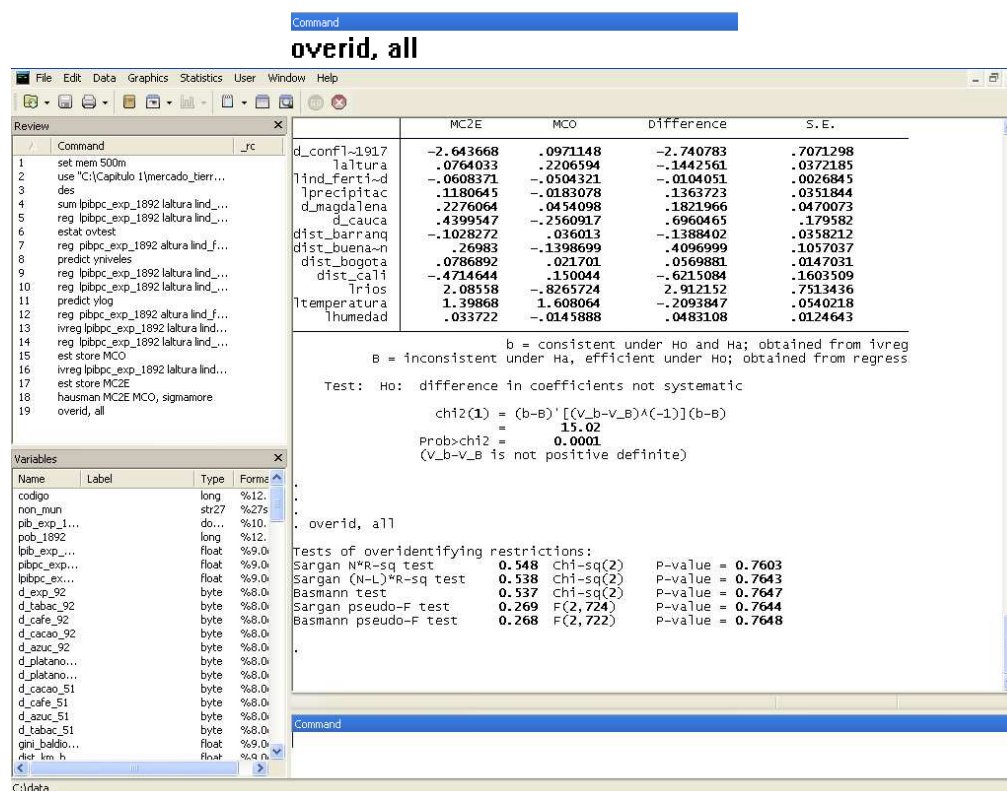 Command
overid, all
File Edit Data Graphics Statistics User Window Help
Review
Command _rc
1 set mem 500m
2 use "C:\Capitulo 1\mercado_tierr...
3 des
4 sum lpibpc_exp_1892 laltura lind_...
5 reg lpibpc_exp_1892 laltura lind_...
6 estat ovtest
7 reg pibpc_exp_1892 altura lind_f...
8 predict yniveles
9 reg lpibpc_exp_1892 laltura lind_...
10 reg lpibpc_exp_1892 laltura lind_...
11 predict ylog
12 reg pibpc_exp_1892 altura lind_f...
13 ivreg lpibpc_exp_1892 laltura lind...
14 reg lpibpc_exp_1892 laltura lind_...
15 est store MCO
16 ivreg lpibpc_exp_1892 laltura lind...
17 est store MC2E
18 hausman MC2E MCO, sigmamore
19 overid, all
Variables
Name Label Type Forma
codigo long %12.
non_mun str27 %27s
pib_exp_1... do... %10.
pob_1892 long %12.
lpib_exp_... float %9.0
pibpc_exp... float %9.0
lpibpc_ex... float %9.0
d_exp_92 byte %8.0
d_tabac_92 byte %8.0
d_cafe_92 byte %8.0
d_cacao_92 byte %8.0
d_azuc_92 byte %8.0
d_platano... byte %8.0
d_platano... byte %8.0
d_cacao_51 byte %8.0
d_cafe_51 byte %8.0
d_azuc_51 byte %8.0
d_tabac_51 byte %8.0
gini_baldio... float %9.0
dist_km_b... float %9.0
MC2E MCO Difference S.E.
d_confl~1917 -2.643668 .0971148 -2.740783 .7071298
laltura .0764033 .2206594 -.1442561 .0372185
lind_ferti~d -.0608371 -.0504321 -.0104051 .0026845
lprecipitac .1180645 -.0183078 .1363723 .0351844
d_magdalena .2276064 .0454098 .1821966 .0470073
d_cauca .4399547 -.2560917 .6960465 .179582
dist_barranq -.1028272 .036013 -.1388402 .0358212
dist_buena~n .26983 -.1398699 .4096999 .1057037
dist_bogota .0786892 .021701 .0569881 .0147031
dist_cali -.4714644 .150044 -.6215084 .1603509
lrios 2.08558 -.8265724 2.912152 .7513436
ltemperatura 1.39868 1.608064 -.2093847 .0540218
lhumedad .033722 -.0145888 .0483108 .0124643
b = consistent under Ho and Ha; obtained from ivreg
B = inconsistent under Ha, efficient under Ho; obtained from regress
Test: Ho: difference in coefficients not systematic
chi2(1) = (b-B)'[(V_b-V_B)^(-1)](b-B)
= 15.02
Prob>chi2 = 0.0001
(V_b-V_B is not positive definite)
.
.
.
. overid, all
Tests of overidentifying restrictions:
Sargan N*R-sq test 0.548 Chi-sq(2) P-value = 0.7603
Sargan (N-L)*R-sq test 0.538 Chi-sq(2) P-value = 0.7643
Basmann test 0.537 Chi-sq(2) P-value = 0.7647
Sargan pseudo-F test 0.269 F(2,724) P-value = 0.7644
Basmann pseudo-F test 0.268 F(2,722) P-value = 0.7648
.
Command
C:\data